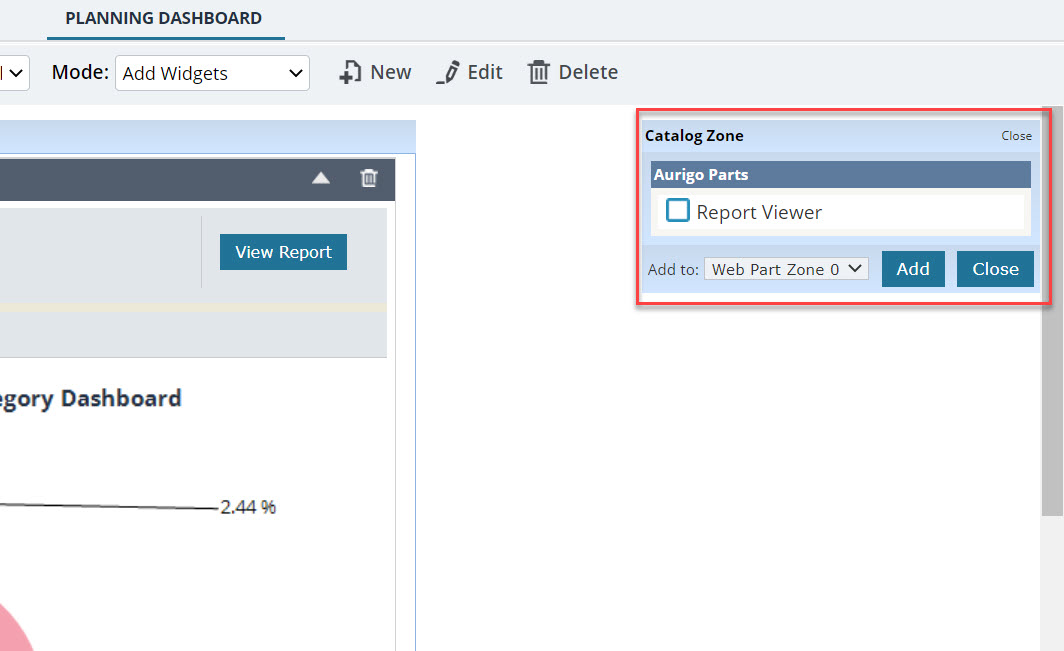 PLANNING DASHBOARD
Mode: Add Widgets New Edit Delete
Catalog Zone Close
Aurigo Parts
Report Viewer
View Report
Add to: Web Part Zone 0 Add Close
egory Dashboard
2.44 %